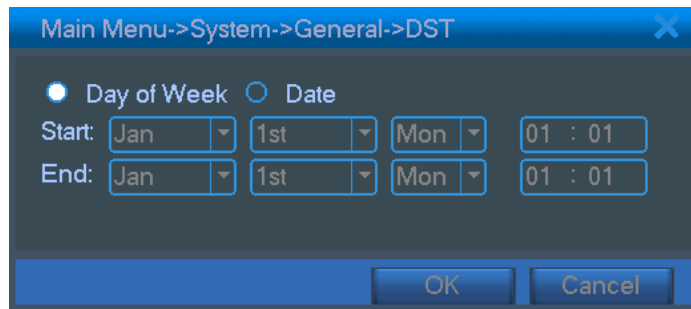 Main Menu->System->General->DST
Day of Week Date
Start: Jan 1st Mon 01 : 01
End: Jan 1st Mon 01 : 01
OK Cancel